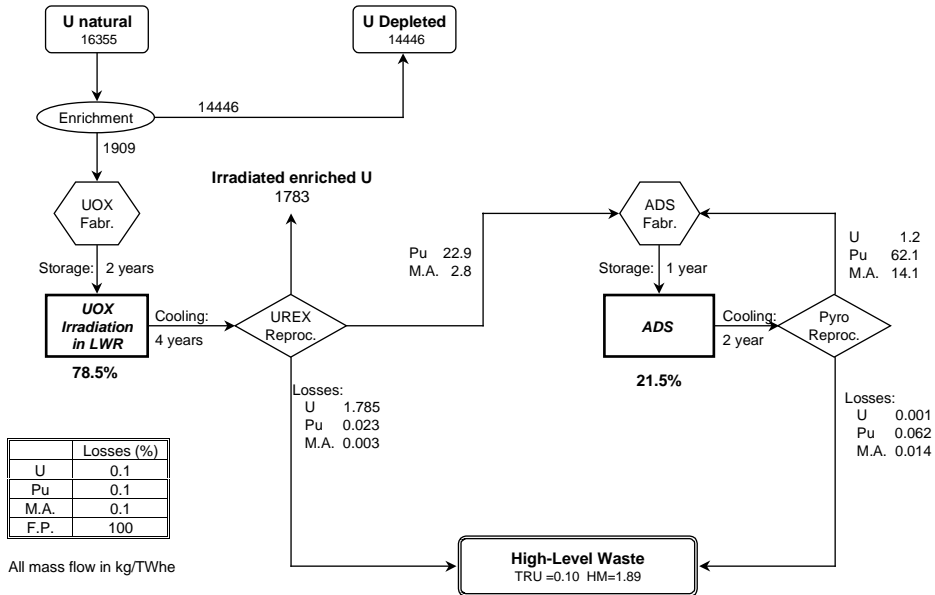 U natural
16355
U Depleted
14446
Enrichment
14446
1909
UOX
Fabr.
Irradiated enriched U
1783
ADS
Fabr.
Pu 22.9
M.A. 2.8
U 1.2
Pu 62.1
M.A. 14.1
Storage: 2 years
Storage: 1 year
UOX
Irradiation
in LWR
Cooling:
4 years
UREX
Reproc.
ADS
Cooling:
2 year
Pyro
Reproc.
78.5%
21.5%
Losses:
U 1.785
Pu 0.023
M.A. 0.003
Losses:
U 0.001
Pu 0.062
M.A. 0.014
Losses (%)
U 0.1
Pu 0.1
M.A. 0.1
F.P. 100
High-Level Waste
TRU =0.10 HM=1.89
All mass flow in kg/TWhe